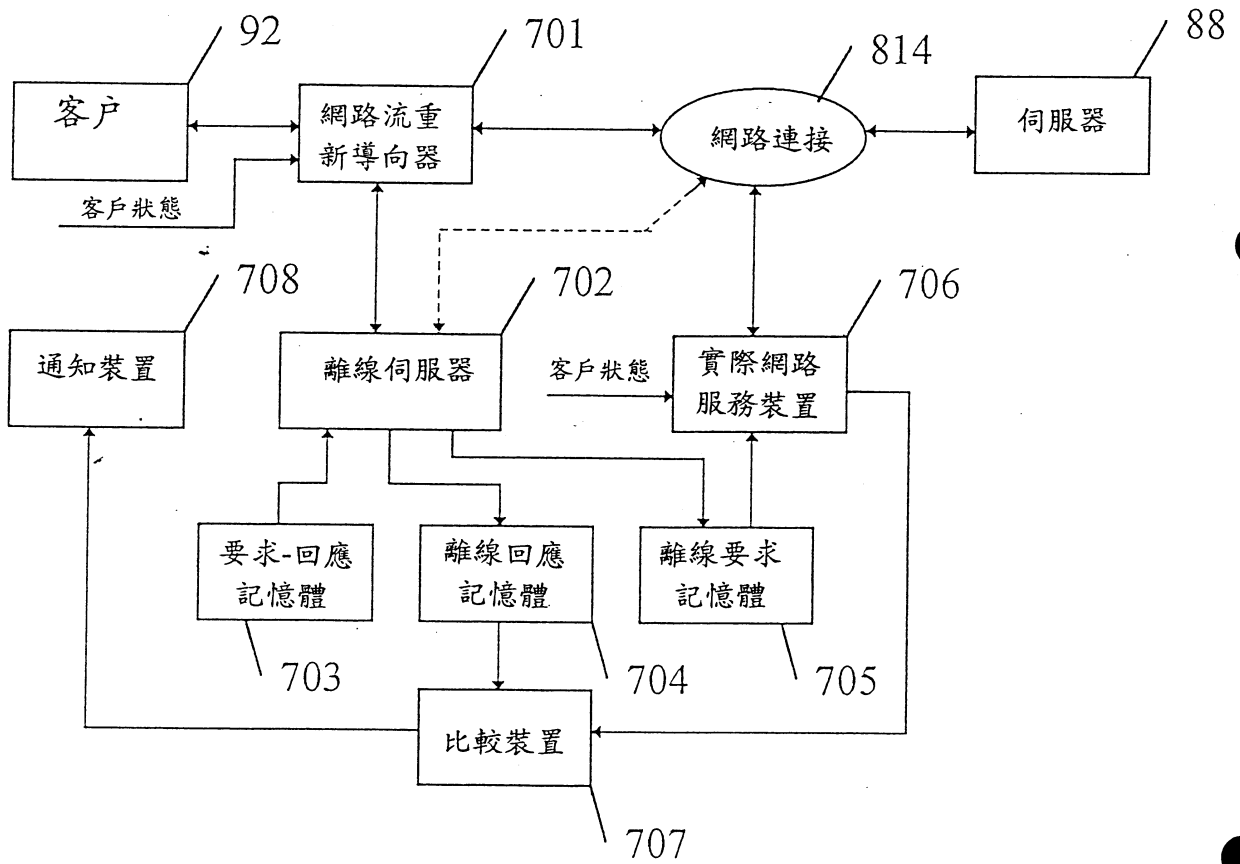 92
701
814
88
客户
網路流重
新導向器
網路連接
伺服器
客戶狀態
708
702
706
通知裝置
離線伺服器
客戶狀態
實際網路
服務裝置
要求-回應
記憶體
離線回應
記憶體
離線要求
記憶體
703
704
705
比較裝置
707